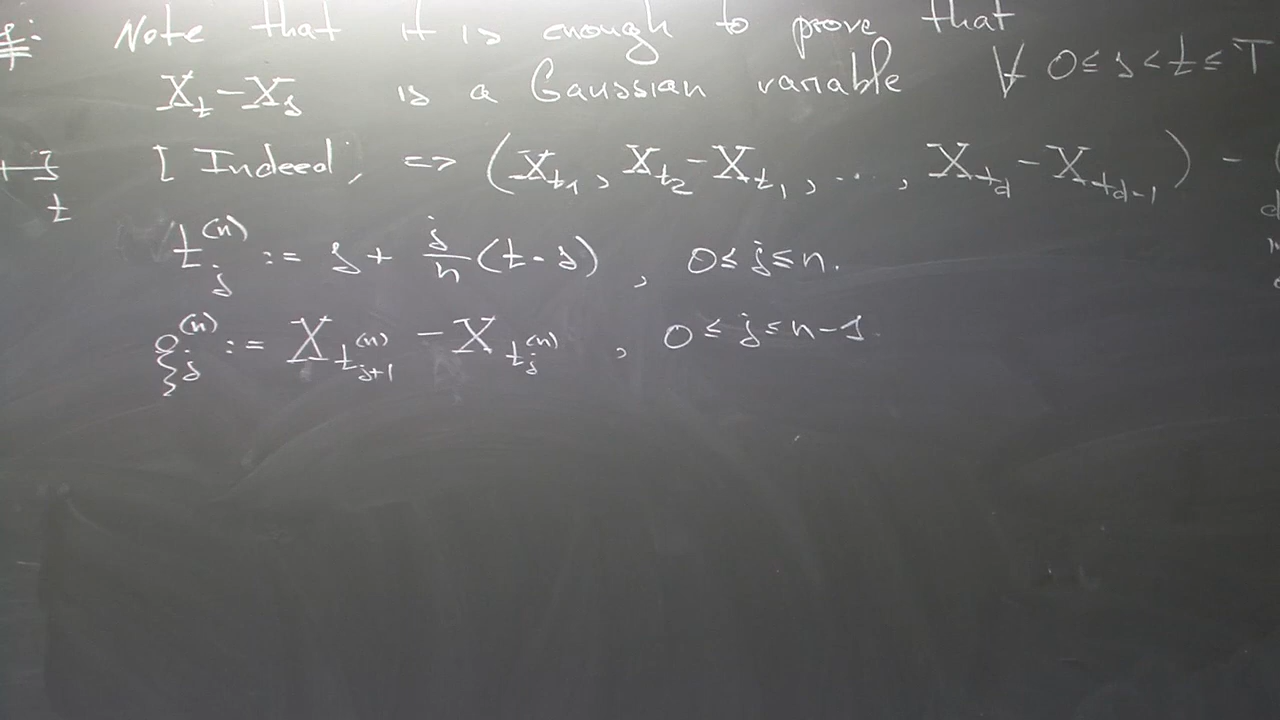 Note that it is enough to prove that
X_t - X_s is a Gaussian variable ∀ 0 ≤ s < t ≤ T
[ Indeed, <=> (X_{t_1}, X_{t_2} - X_{t_1}, ..., X_{t_d} - X_{t_{d-1}}) -
t
t_j^{(n)} := s + j/n (t - s), 0 ≤ j ≤ n.
ξ_j^{(n)} := X_{t_{j+1}^{(n)}} - X_{t_j^{(n)}}, 0 ≤ j ≤ n-1.